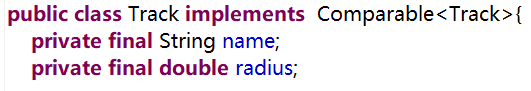 public class Track implements  Comparable<Track>{
    private final String name;
    private final double radius;